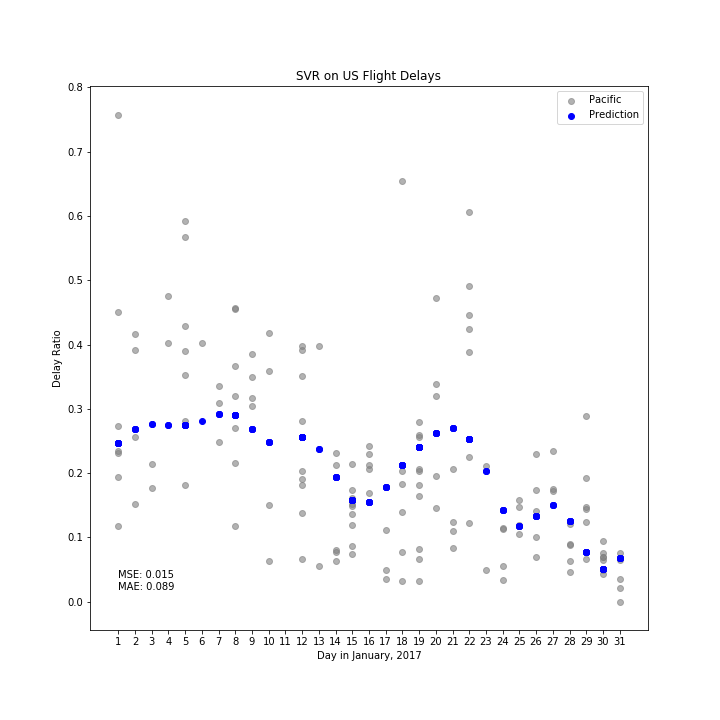 SVR on US Flight Delays
Pacific
Prediction
0.8
0.7
0.6
0.5
0.4
0.3
0.2
0.1
0.0
Delay Ratio
MSE: 0.015
MAE: 0.089
1 2 3 4 5 6 7 8 9 10 11 12 13 14 15 16 17 18 19 20 21 22 23 24 25 26 27 28 29 30 31
Day in January, 2017